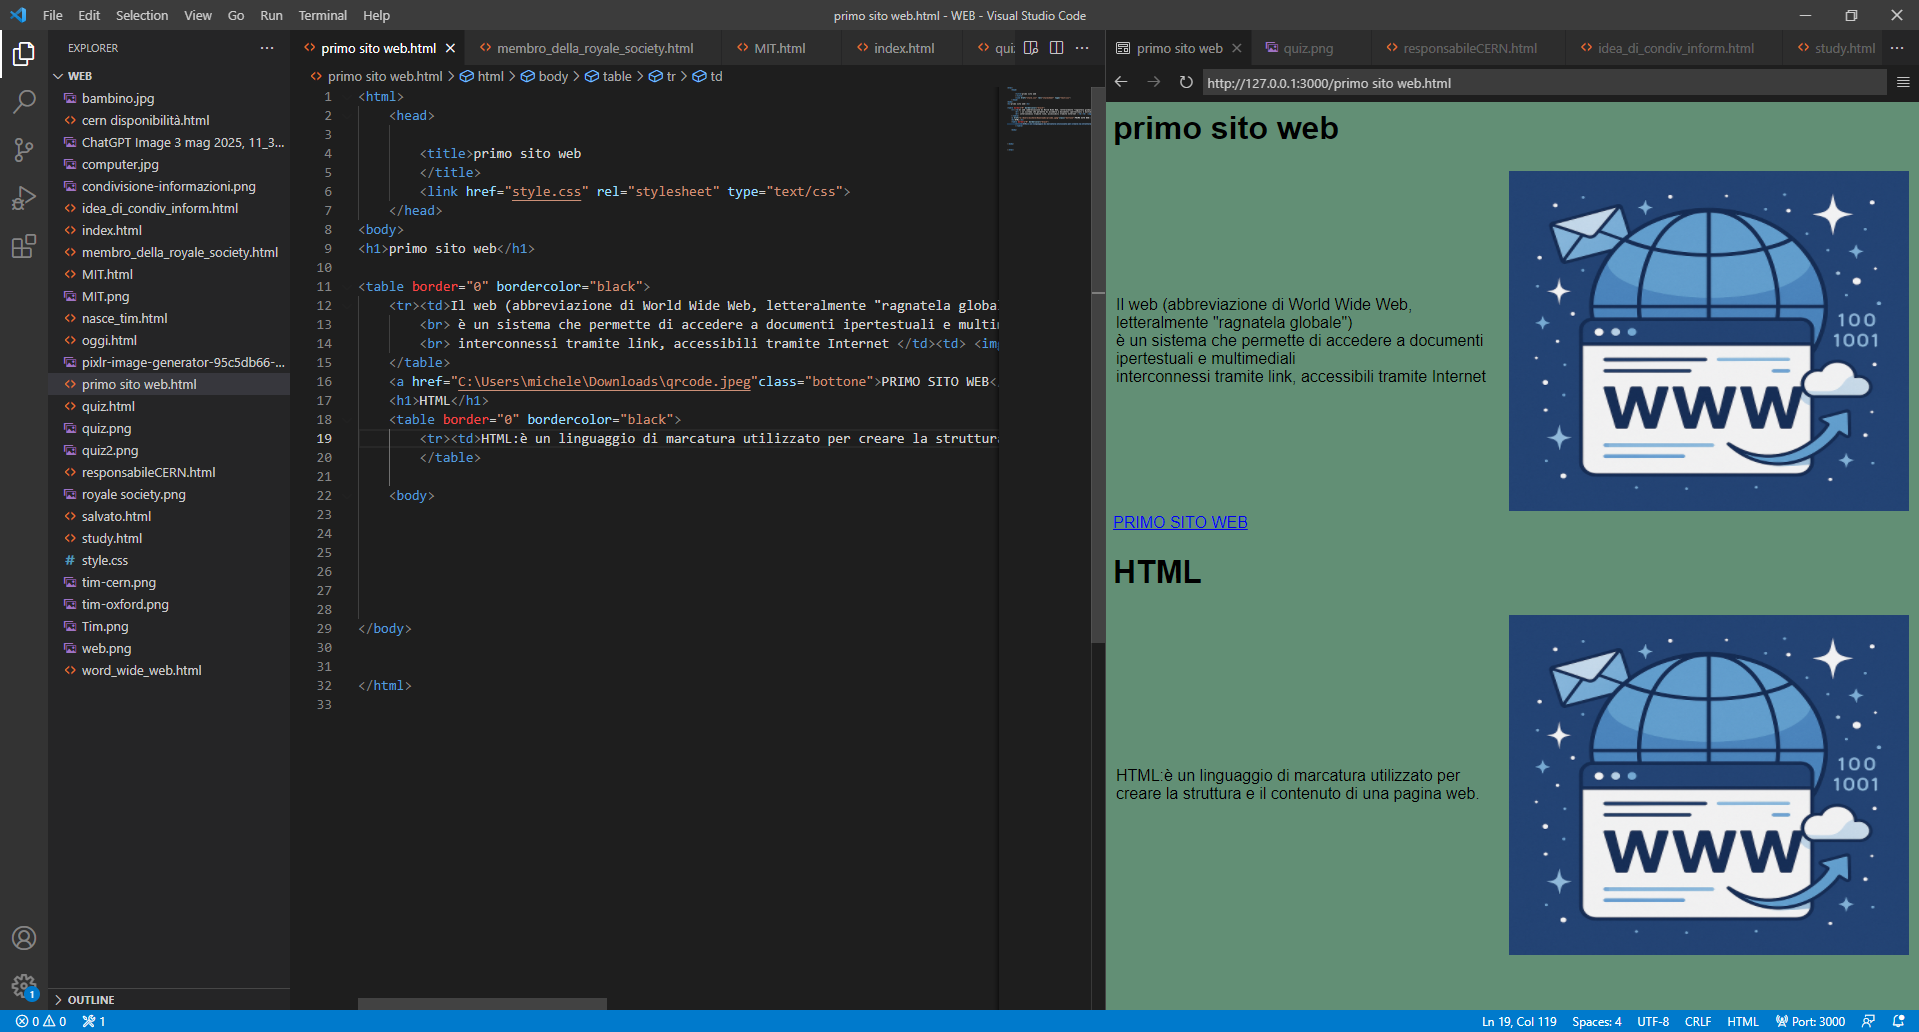 File Edit Selection View Go Run Terminal Help
primo sito web.html - WEB - Visual Studio Code
EXPLORER
WEB
bambino.jpg
cern disponibilità.html
ChatGPT Image 3 mag 2025, 11_3...
computer.jpg
condivisione-informazioni.png
idea_di_condiv_inform.html
index.html
membro_della_royale_society.html
MIT.html
MIT.png
nasce_tim.html
oggi.html
pixlr-image-generator-95c5db66-...
primo sito web.html
quiz.html
quiz.png
quiz2.png
responsabileCERN.html
royale society.png
salvato.html
study.html
style.css
tim-cern.png
tim-oxford.png
Tim.png
web.png
word_wide_web.html
OUTLINE
primo sito web.html membro_della_royale_society.html MIT.html index.html qui
primo sito web.html > html > body > table > tr > td
1 <html>
2 <head>
3
4 <title>primo sito web
5 </title>
6 <link href="style.css" rel="stylesheet" type="text/css">
7 </head>
8 <body>
9 <h1>primo sito web</h1>
10
11 <table border="0" bordercolor="black">
12 <tr><td>Il web (abbreviazione di World Wide Web, letteralmente "ragnatela globa
13 <br> è un sistema che permette di accedere a documenti ipertestuali e multi
14 <br> interconnessi tramite link, accessibili tramite Internet </td><td> <im
15 </table>
16 <a href="C:\Users\michele\Downloads\qrcode.jpeg"class="bottone">PRIMO SITO WEB<
17 <h1>HTML</h1>
18 <table border="0" bordercolor="black">
19 <tr><td>HTML:è un linguaggio di marcatura utilizzato per creare la struttur
20 </table>
21
22 <body>
23
24
25
26
27
28
29 </body>
30
31
32 </html>
33
primo sito web quiz.png responsabileCERN.html idea_di_condiv_inform.html study.html
http://127.0.0.1:3000/primo sito web.html
primo sito web
Il web (abbreviazione di World Wide Web,
letteralmente "ragnatela globale")
è un sistema che permette di accedere a documenti
ipertestuali e multimediali
interconnessi tramite link, accessibili tramite Internet
100
1001
WWW
PRIMO SITO WEB
HTML
HTML:è un linguaggio di marcatura utilizzato per
creare la struttura e il contenuto di una pagina web.
100
1001
WWW
1
0 0 1
Ln 19, Col 119 Spaces: 4 UTF-8 CRLF HTML Port: 3000